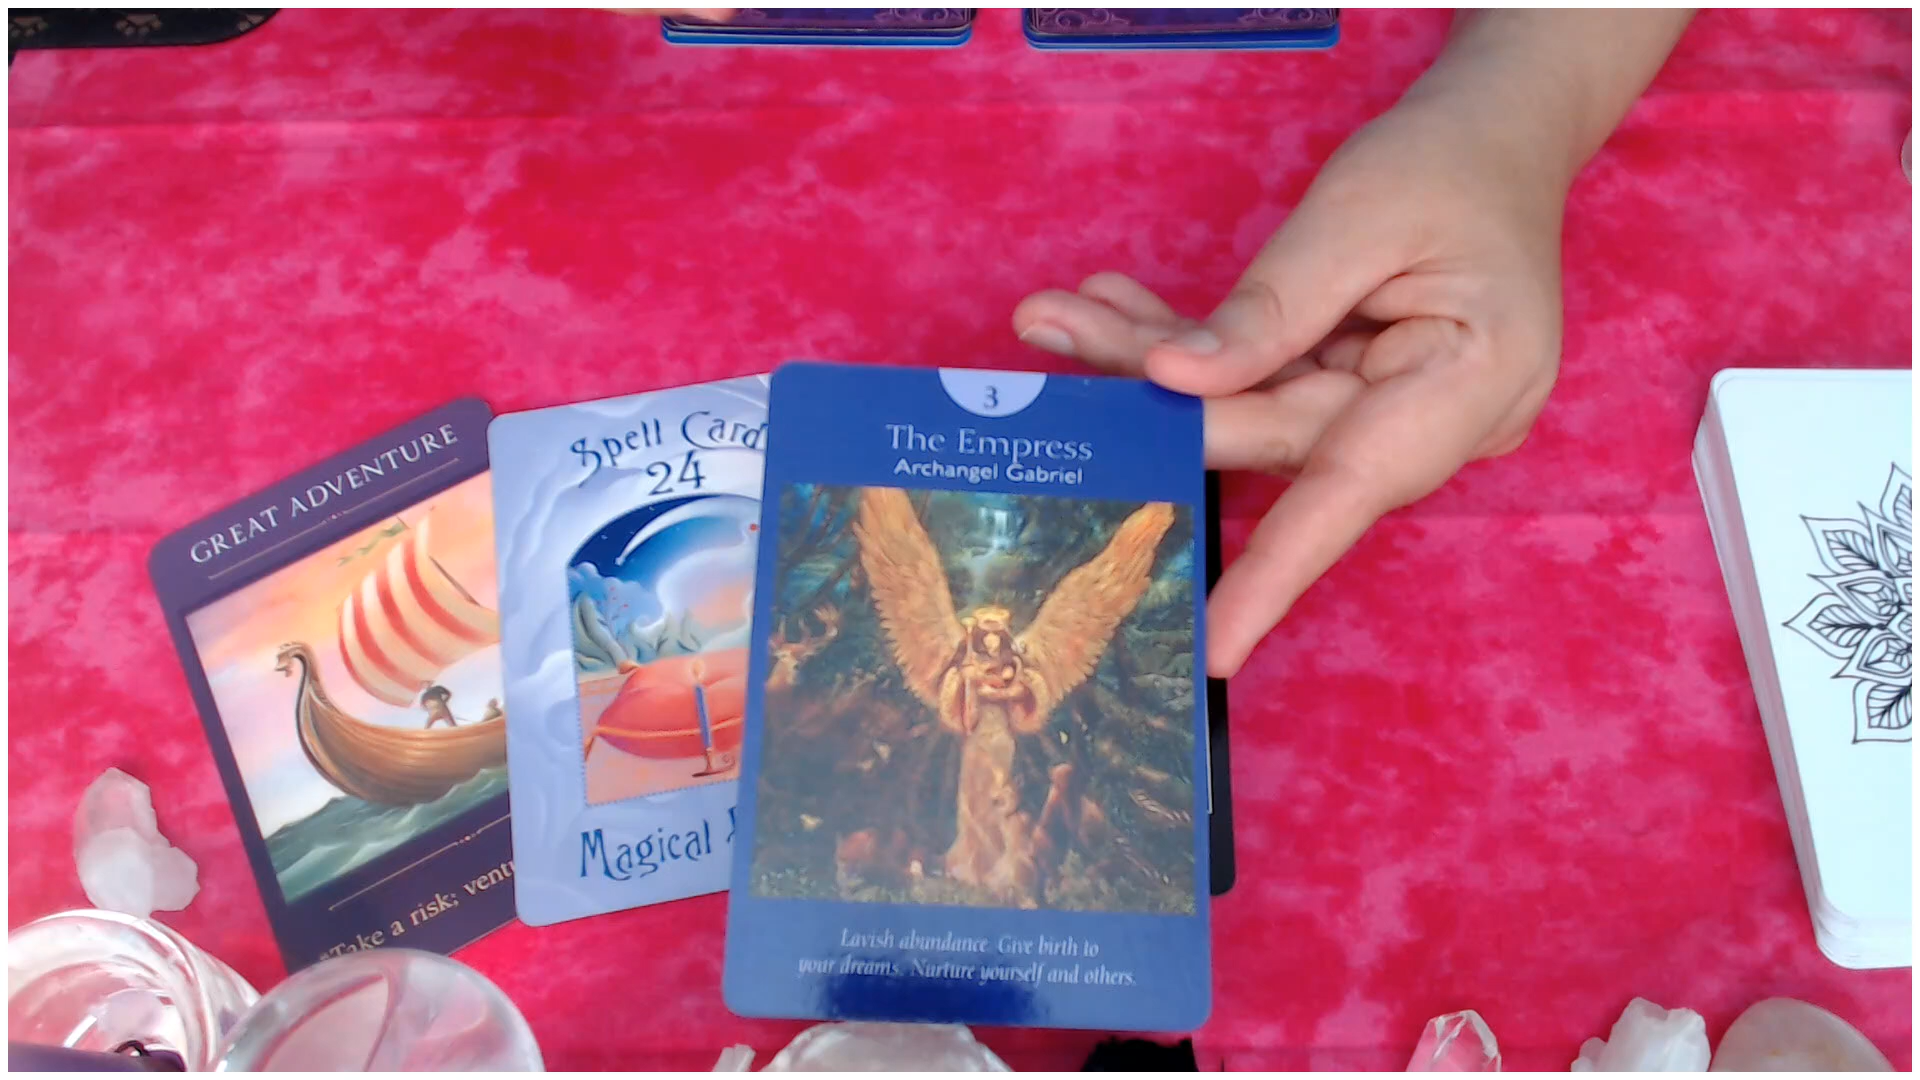 GREAT ADVENTURE
"Take a risk; ventu
Spell Card
24
Magical
3
The Empress
Archangel Gabriel
Lavish abundance. Give birth to
your dreams. Nurture yourself and others.